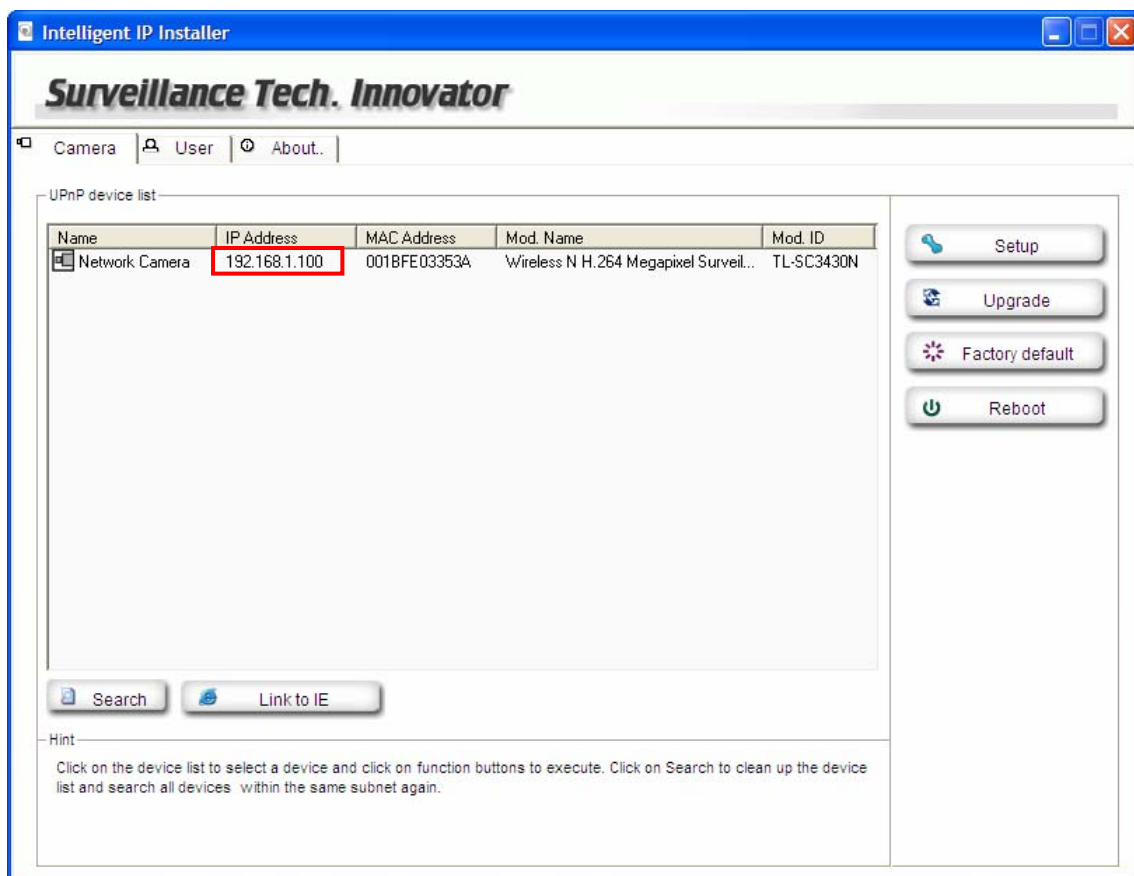 Intelligent IP Installer
Surveillance Tech. Innovator
Camera User About..
UPnP device list
Name IP Address MAC Address Mod. Name Mod. ID
Network Camera 192.168.1.100 001BFE03353A Wireless N H.264 Megapixel Surveil... TL-SC3430N
Setup
Upgrade
Factory default
Reboot
Search Link to IE
Hint
Click on the device list to select a device and click on function buttons to execute. Click on Search to clean up the device
list and search all devices within the same subnet again.